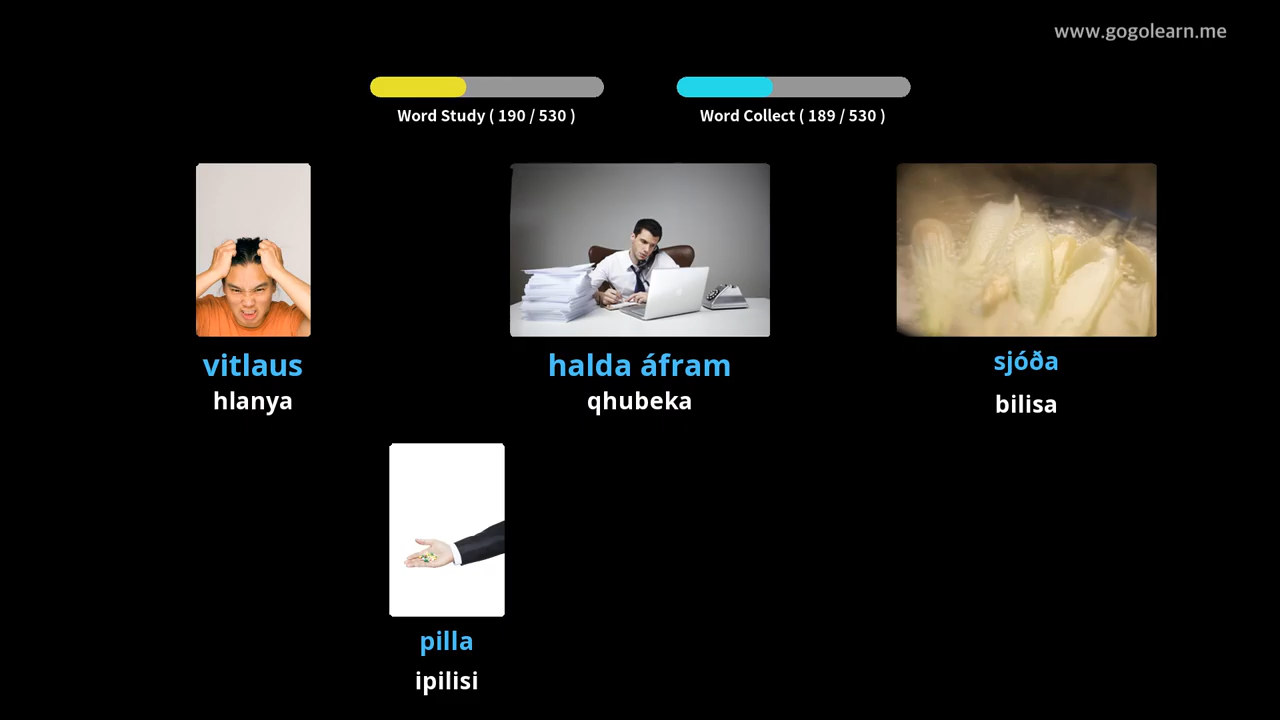 www.gogolearn.me
Word Study ( 190 / 530 )
Word Collect ( 189 / 530 )
vitlaus
hlanya
halda áfram
qhubeka
sjóða
bilisa
pilla
ipilisi